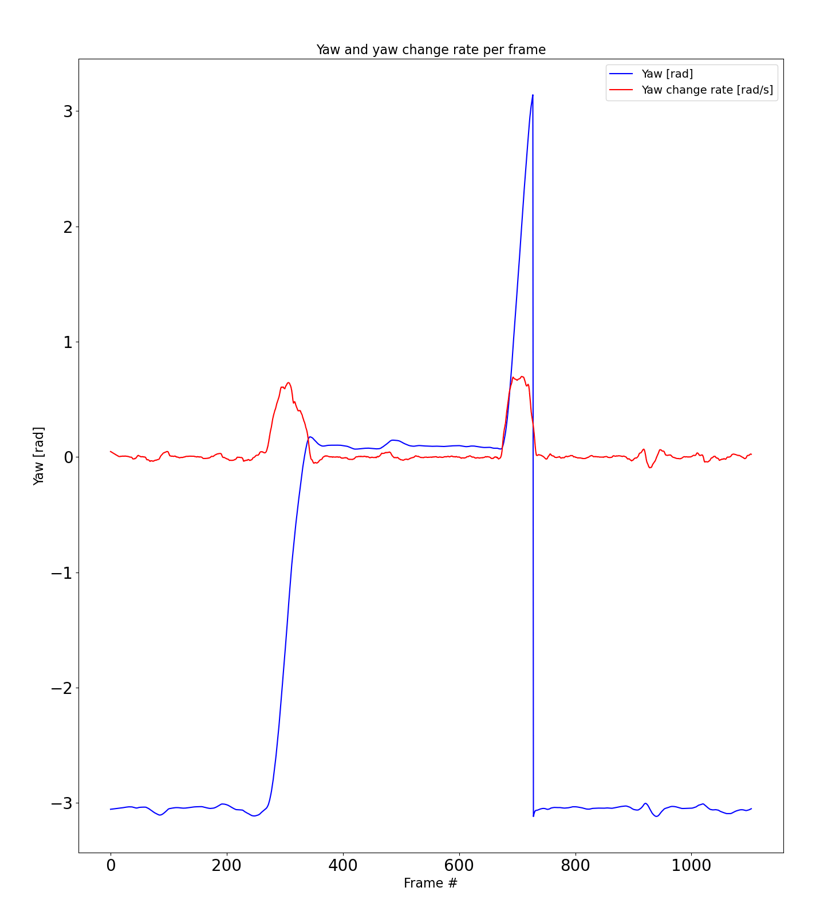 Yaw and yaw change rate per frame
Yaw [rad]
Yaw change rate [rad/s]
3
2
1
0
−1
−2
−3
Yaw [rad]
0 200 400 600 800 1000
Frame #